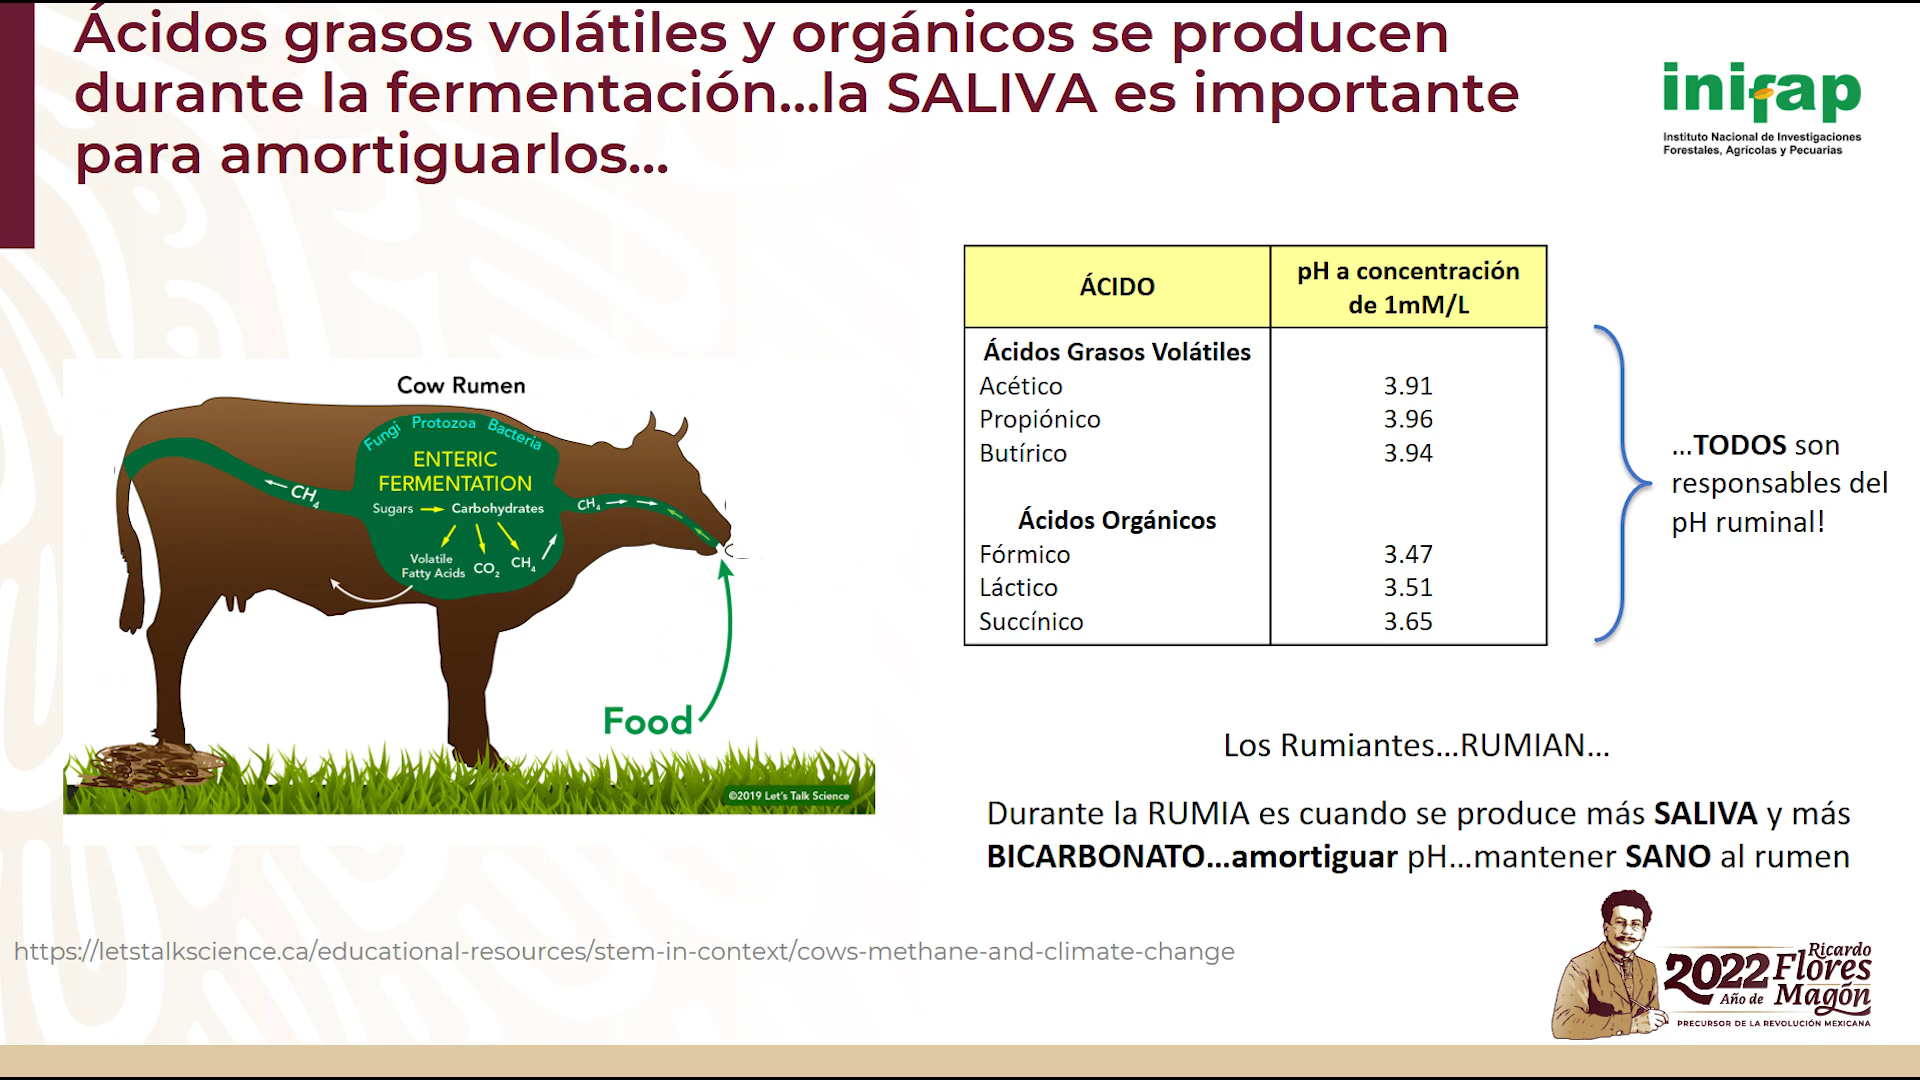 Ácidos grasos volátiles y orgánicos se producen
durante la fermentación...la SALIVA es importante
para amortiguarlos...
inifap
Instituto Nacional de Investigaciones
Forestales, Agrícolas y Pecuarias
Cow Rumen
Fungi Protozoa Bacteria
ENTERIC
FERMENTATION
Sugars Carbohydrates
Volatile
Fatty Acids CO2 CH4
CH4
CH4
Food
©2019 Let's Talk Science
ÁCIDO
pH a concentración
de 1mM/L
Ácidos Grasos Volátiles
Acético 3.91
Propiónico 3.96
Butírico 3.94
Ácidos Orgánicos
Fórmico 3.47
Láctico 3.51
Succínico 3.65
...TODOS son
responsables del
pH ruminal!
Los Rumiantes...RUMIAN...
Durante la RUMIA es cuando se produce más SALIVA y más
BICARBONATO...amortiguar pH...mantener SANO al rumen
https://letstalkscience.ca/educational-resources/stem-in-context/cows-methane-and-climate-change
2022 Ricardo
Flores
Año de Magón
PRECURSOR DE LA REVOLUCIÓN MEXICANA